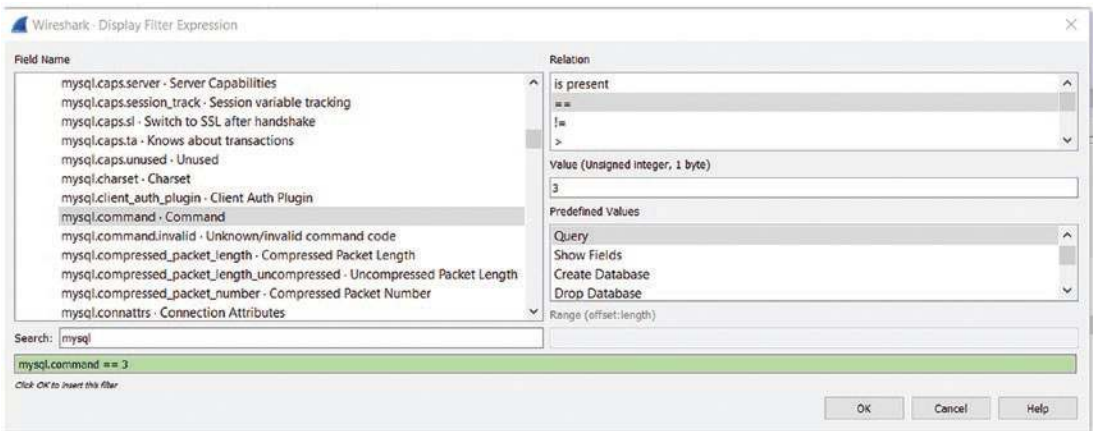 Wireshark · Display Filter Expression
Field Name
mysql.caps.server · Server Capabilities
mysql.caps.session_track · Session variable tracking
mysql.caps.sl · Switch to SSL after handshake
mysql.caps.ta · Knows about transactions
mysql.caps.unused · Unused
mysql.charset · Charset
mysql.client_auth_plugin · Client Auth Plugin
mysql.command · Command
mysql.command.invalid · Unknown/invalid command code
mysql.compressed_packet_length · Compressed Packet Length
mysql.compressed_packet_length_uncompressed · Uncompressed Packet Length
mysql.compressed_packet_number · Compressed Packet Number
mysql.connattrs · Connection Attributes
Search: mysql
Relation
is present
==
!=
>
Value (Unsigned integer, 1 byte)
3
Predefined Values
Query
Show Fields
Create Database
Drop Database
Range (offset:length)
mysql.command == 3
Click OK to insert this filter
OK
Cancel
Help